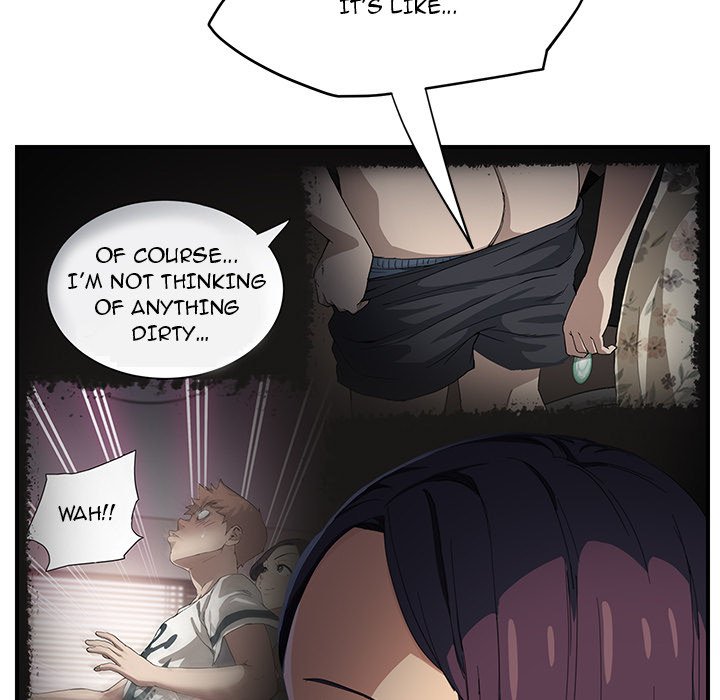 IT'S LIKE...
OF COURSE...
I'M NOT THINKING
OF ANYTHING
DIRTY...
WAH!!